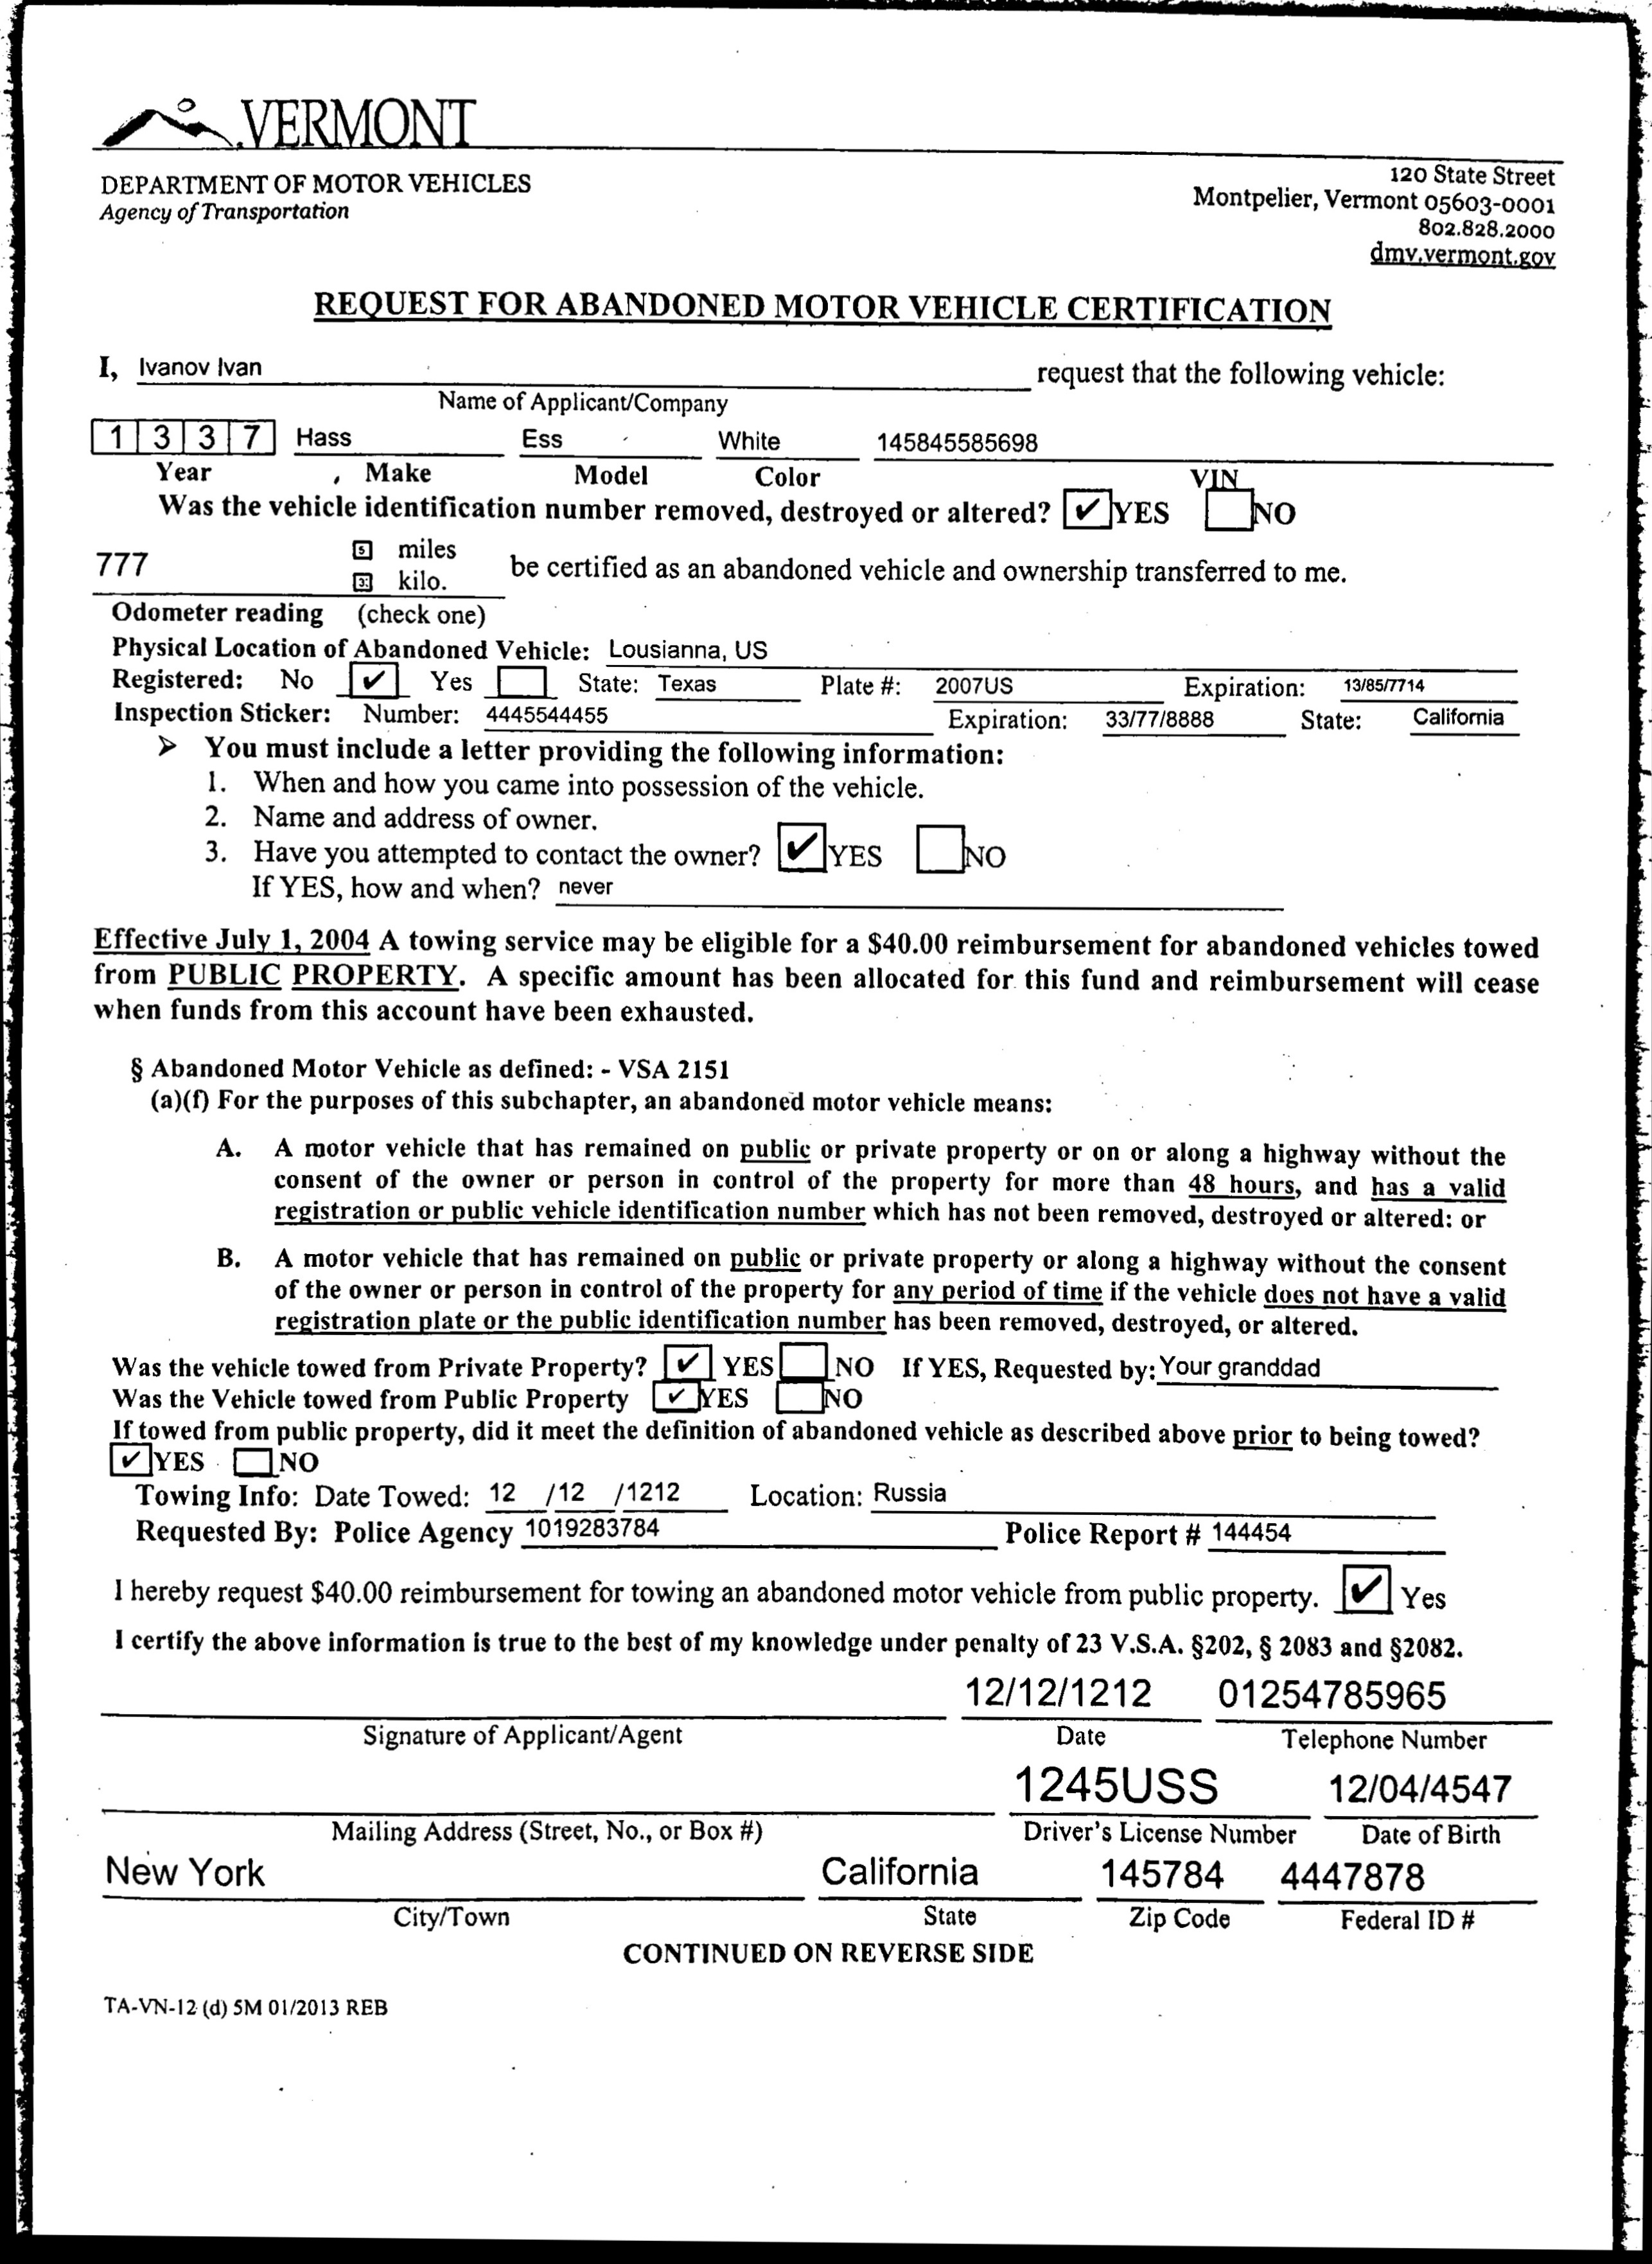 VERMONT
DEPARTMENT OF MOTOR VEHICLES
Agency of Transportation
120 State Street
Montpelier, Vermont 05603-0001
802.828.2000
dmv.vermont.gov
REQUEST FOR ABANDONED MOTOR VEHICLE CERTIFICATION
I, Ivanov Ivan request that the following vehicle:
Name of Applicant/Company
1 3 3 7 Hass Ess White 145845585698
Year Make Model Color VIN
Was the vehicle identification number removed, destroyed or altered? ✔ YES NO
777 5 miles
33 kilo. be certified as an abandoned vehicle and ownership transferred to me.
Odometer reading (check one)
Physical Location of Abandoned Vehicle: Lousianna, US
Registered: No ✔ Yes State: Texas Plate #: 2007US Expiration: 13/85/7714
Inspection Sticker: Number: 4445544455 Expiration: 33/77/8888 State: California
➤ You must include a letter providing the following information:
1. When and how you came into possession of the vehicle.
2. Name and address of owner.
3. Have you attempted to contact the owner? ✔ YES NO
If YES, how and when? never
Effective July 1, 2004 A towing service may be eligible for a $40.00 reimbursement for abandoned vehicles towed
from PUBLIC PROPERTY. A specific amount has been allocated for this fund and reimbursement will cease
when funds from this account have been exhausted.
§ Abandoned Motor Vehicle as defined: - VSA 2151
(a)(f) For the purposes of this subchapter, an abandoned motor vehicle means:
A. A motor vehicle that has remained on public or private property or on or along a highway without the
consent of the owner or person in control of the property for more than 48 hours, and has a valid
registration or public vehicle identification number which has not been removed, destroyed or altered: or
B. A motor vehicle that has remained on public or private property or along a highway without the consent
of the owner or person in control of the property for any period of time if the vehicle does not have a valid
registration plate or the public identification number has been removed, destroyed, or altered.
Was the vehicle towed from Private Property? ✔ YES NO If YES, Requested by: Your granddad
Was the Vehicle towed from Public Property ✔ YES NO
If towed from public property, did it meet the definition of abandoned vehicle as described above prior to being towed?
✔ YES NO
Towing Info: Date Towed: 12 /12 /1212 Location: Russia
Requested By: Police Agency 1019283784 Police Report # 144454
I hereby request $40.00 reimbursement for towing an abandoned motor vehicle from public property. ✔ Yes
I certify the above information is true to the best of my knowledge under penalty of 23 V.S.A. §202, § 2083 and §2082.
12/12/1212 01254785965
Signature of Applicant/Agent Date Telephone Number
1245USS 12/04/4547
Mailing Address (Street, No., or Box #) Driver's License Number Date of Birth
New York California 145784 4447878
City/Town State Zip Code Federal ID #
CONTINUED ON REVERSE SIDE
TA-VN-12 (d) 5M 01/2013 REB